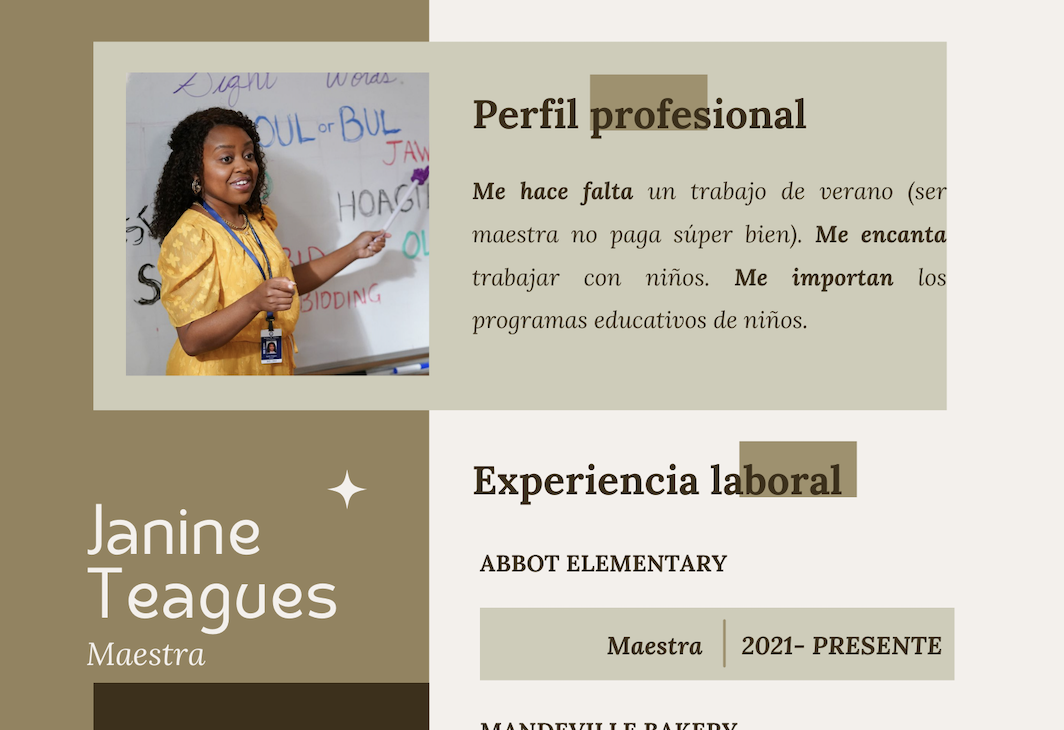 Sight Words.
OUL or BUL
JAW
HOAGI
BIDDING
Perfil profesional
Me hace falta un trabajo de verano (ser
maestra no paga súper bien). Me encanta
trabajar con niños. Me importan los
programas educativos de niños.
Janine
Teagues
Maestra
Experiencia laboral
ABBOT ELEMENTARY
Maestra 2021- PRESENTE
MANDEVILLE BAKERY